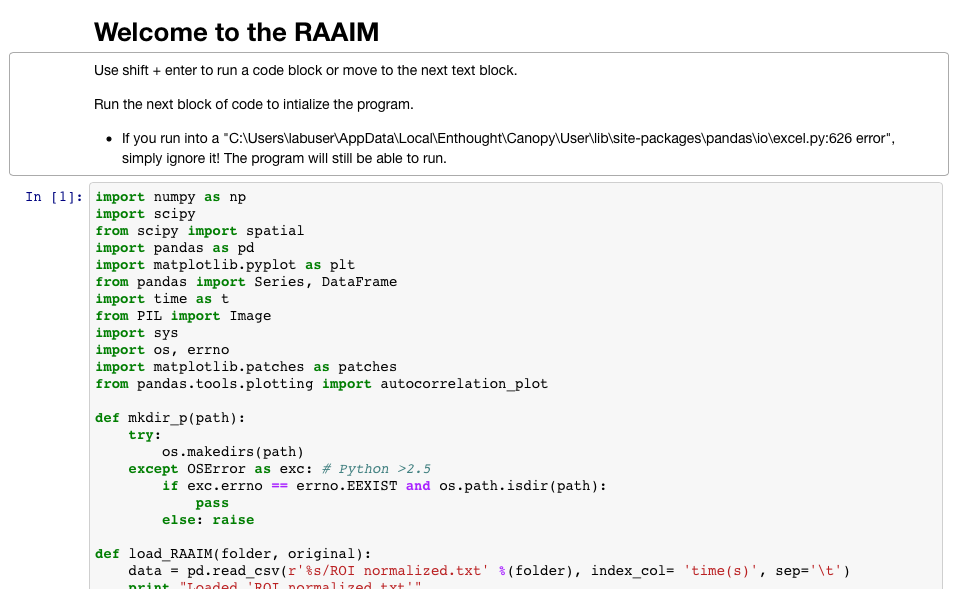 Welcome to the RAAIM
Use shift + enter to run a code block or move to the next text block.
Run the next block of code to intialize the program.
• If you run into a "C:\Users\labuser\AppData\Local\Enthought\Canopy\User\lib\site-packages\pandas\io\excel.py:626 error",
simply ignore it! The program will still be able to run.
In [1]:
import numpy as np
import scipy
from scipy import spatial
import pandas as pd
import matplotlib.pyplot as plt
from pandas import Series, DataFrame
import time as t
from PIL import Image
import sys
import os, errno
import matplotlib.patches as patches
from pandas.tools.plotting import autocorrelation_plot

def mkdir_p(path):
    try:
        os.makedirs(path)
    except OSError as exc: # Python >2.5
        if exc.errno == errno.EEXIST and os.path.isdir(path):
            pass
        else: raise

def load_RAAIM(folder, original):
    data = pd.read_csv(r'%s/ROI normalized.txt' %(folder), index_col= 'time(s)', sep='\t')
    print "Loaded 'ROI normalized.txt'"